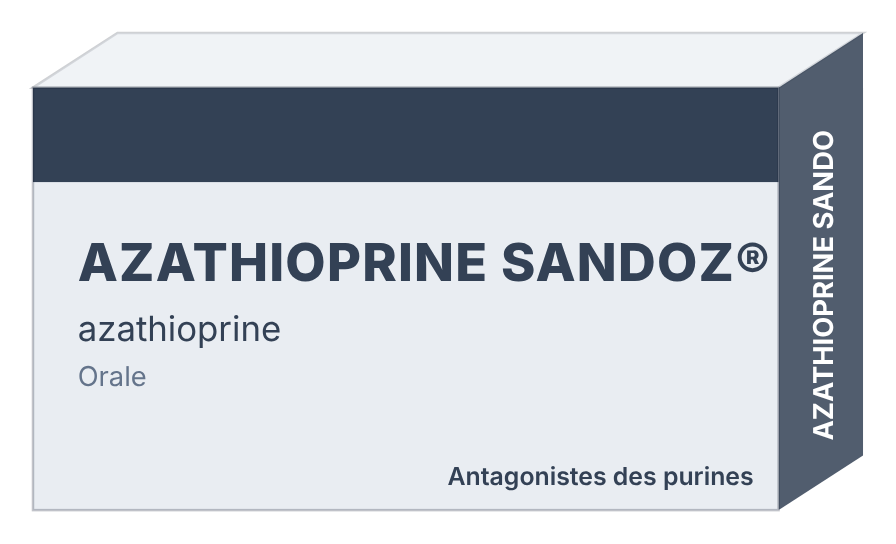 AZATHIOPRINE SANDOZ®
azathioprine
Orale
Antagonistes des purines
AZATHIOPRINE SANDO